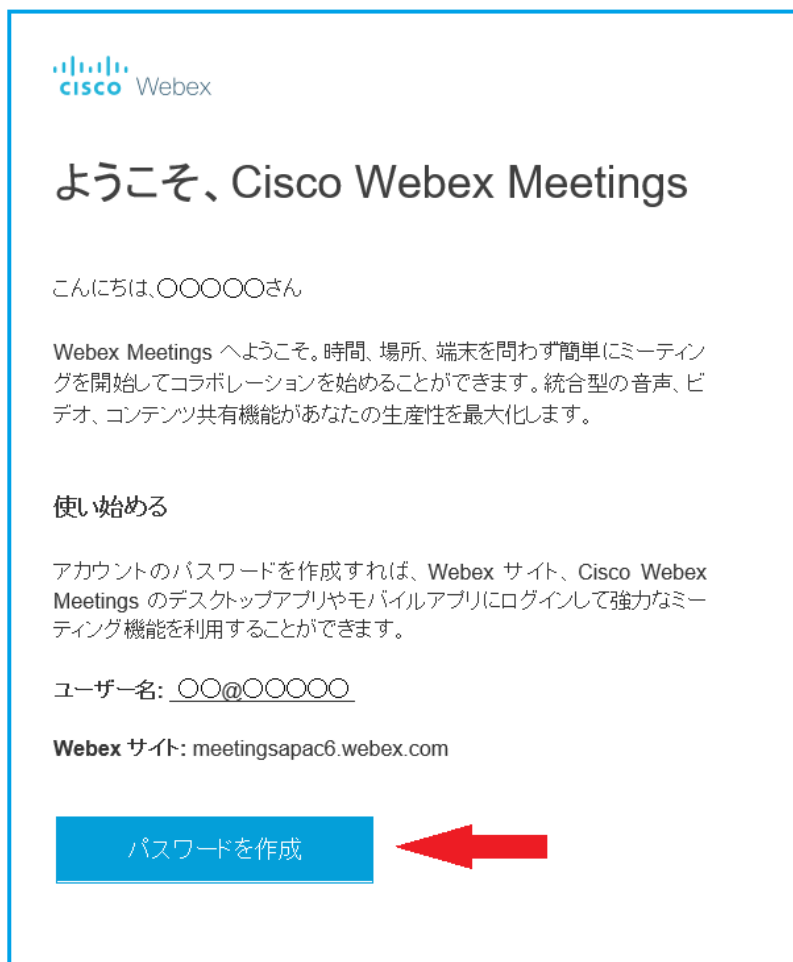 cisco Webex
ようこそ、Cisco Webex Meetings
こんにちは、〇〇〇〇〇さん
Webex Meetings へようこそ。時間、場所、端末を問わず簡単にミーティン
グを開始してコラボレーションを始めることができます。統合型の音声、ビ
デオ、コンテンツ共有機能があなたの生産性を最大化します。
使い始める
アカウントのパスワードを作成すれば、Webex サイト、Cisco Webex
Meetings のデスクトップアプリやモバイルアプリにログインして強力なミー
ティング機能を利用することができます。
ユーザー名: 〇〇@〇〇〇〇〇
Webex サイト: meetingsapac6.webex.com
パスワードを作成